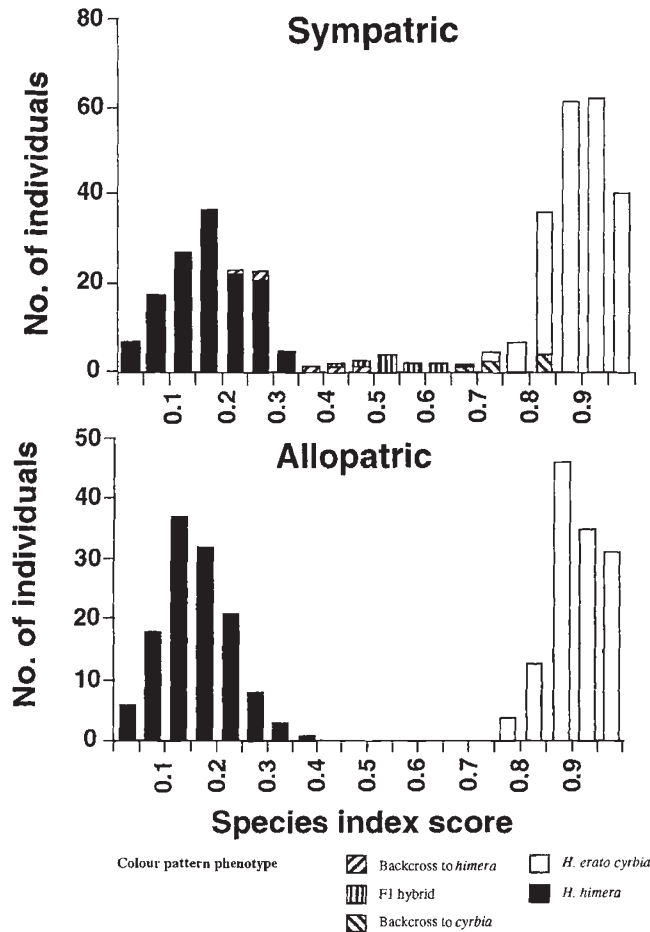 Sympatric
No. of individuals
80
60
40
20
0
0.1 0.2 0.3 0.4 0.5 0.6 0.7 0.8 0.9
Allopatric
No. of individuals
50
40
30
20
10
0
0.1 0.2 0.3 0.4 0.5 0.6 0.7 0.8 0.9
Species index score
Colour pattern phenotype
Backcross to himera
F1 hybrid
Backcross to cyrbia
H. erato cyrbia
H. himera